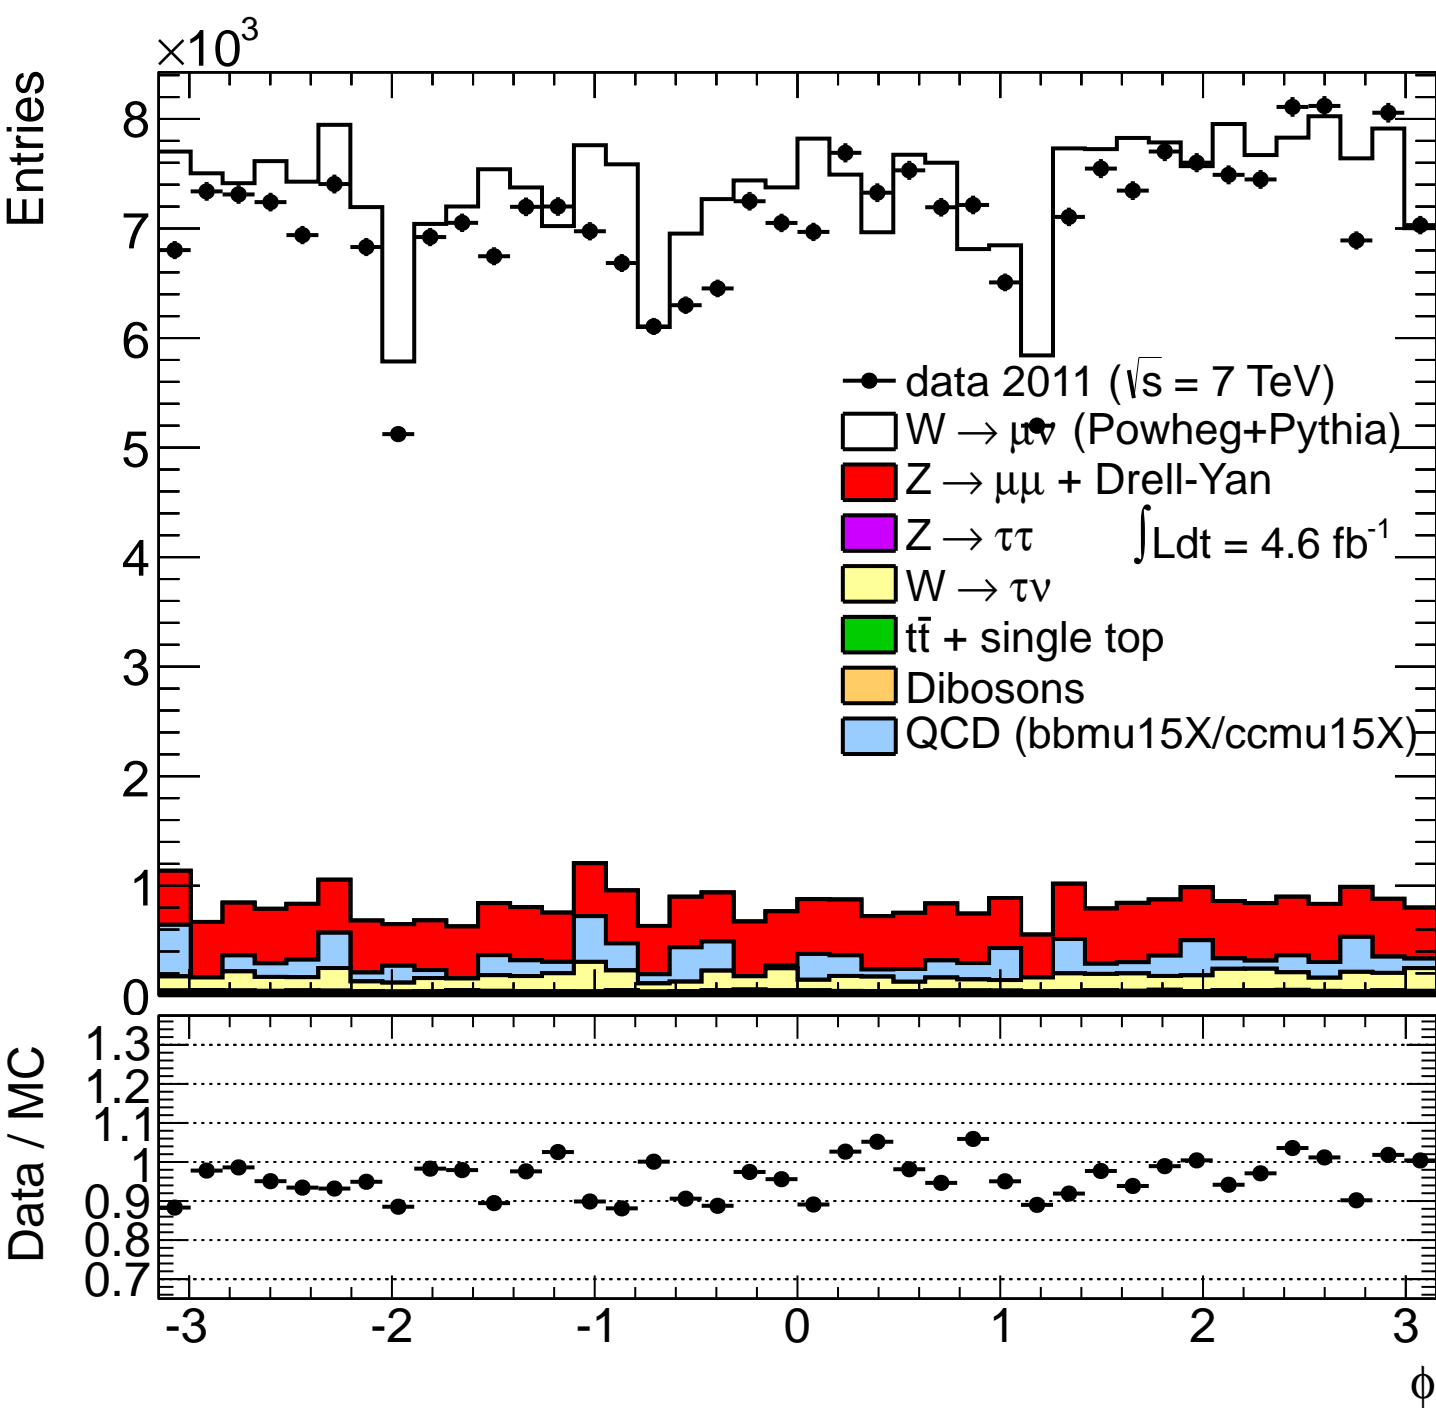 ×10³
Entries
8
7
6
5
4
3
2
1
0
data 2011 (√s = 7 TeV)
W → μν (Powheg+Pythia)
Z → μμ + Drell-Yan
Z → ττ
∫Ldt = 4.6 fb⁻¹
W → τν
tt̄ + single top
Dibosons
QCD (bbmu15X/ccmu15X)
Data / MC
1.3
1.2
1.1
1
0.9
0.8
0.7
-3 -2 -1 0 1 2 3
ϕ